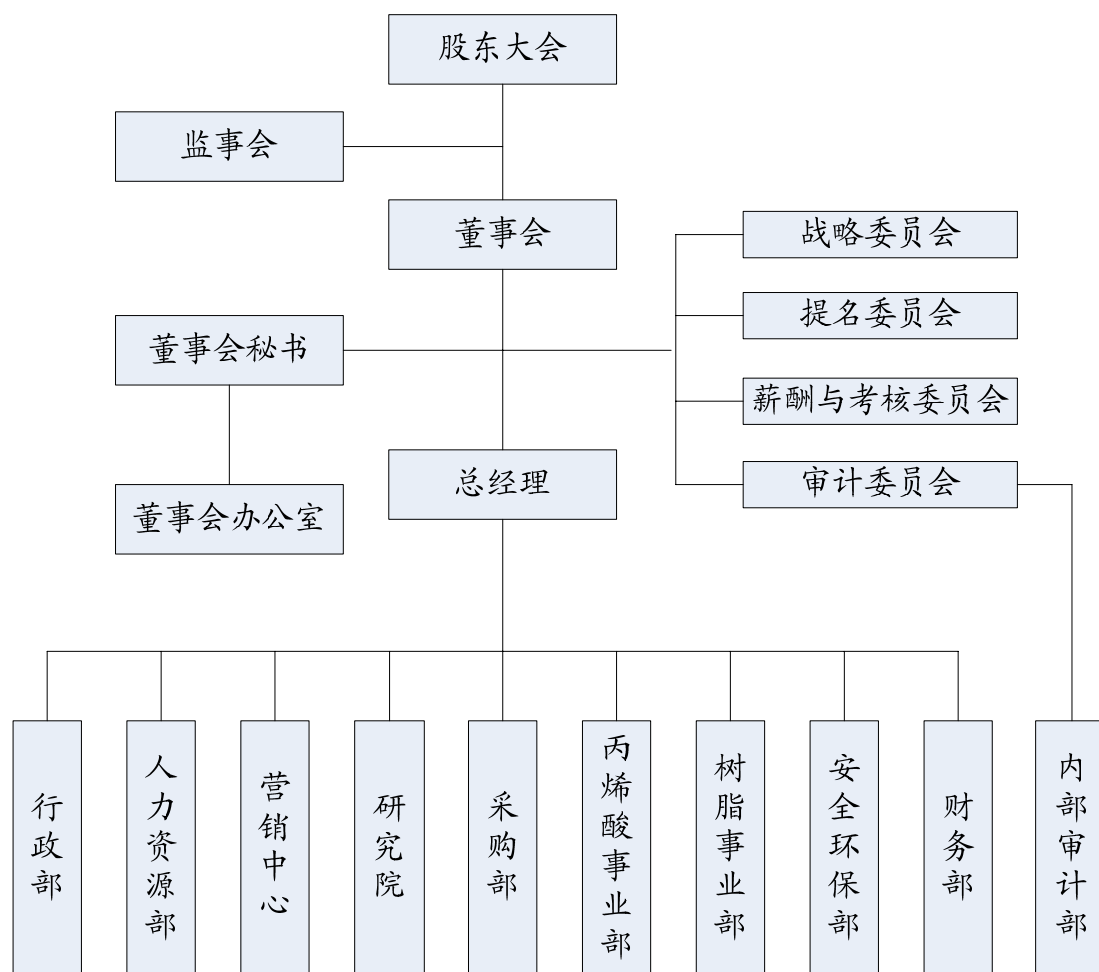 股东大会
监事会
董事会
战略委员会
提名委员会
董事会秘书
薪酬与考核委员会
总经理
审计委员会
董事会办公室
行政部
人力资源部
营销中心
研究院
采购部
丙烯酸事业部
树脂事业部
安全环保部
财务部
内部审计部